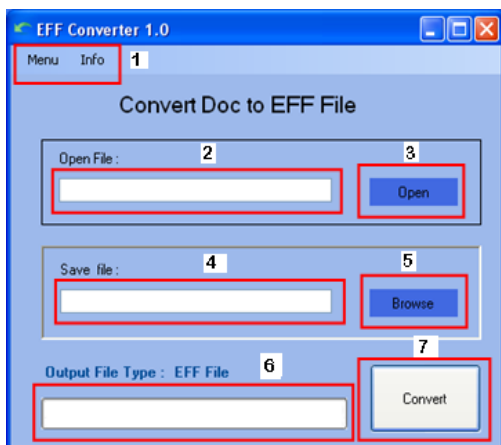 EFF Converter 1.0
Menu Info 1
Convert Doc to EFF File
Open File : 2 3
Open
Save file : 4 5
Browse
7
Output File Type : EFF File 6
Convert